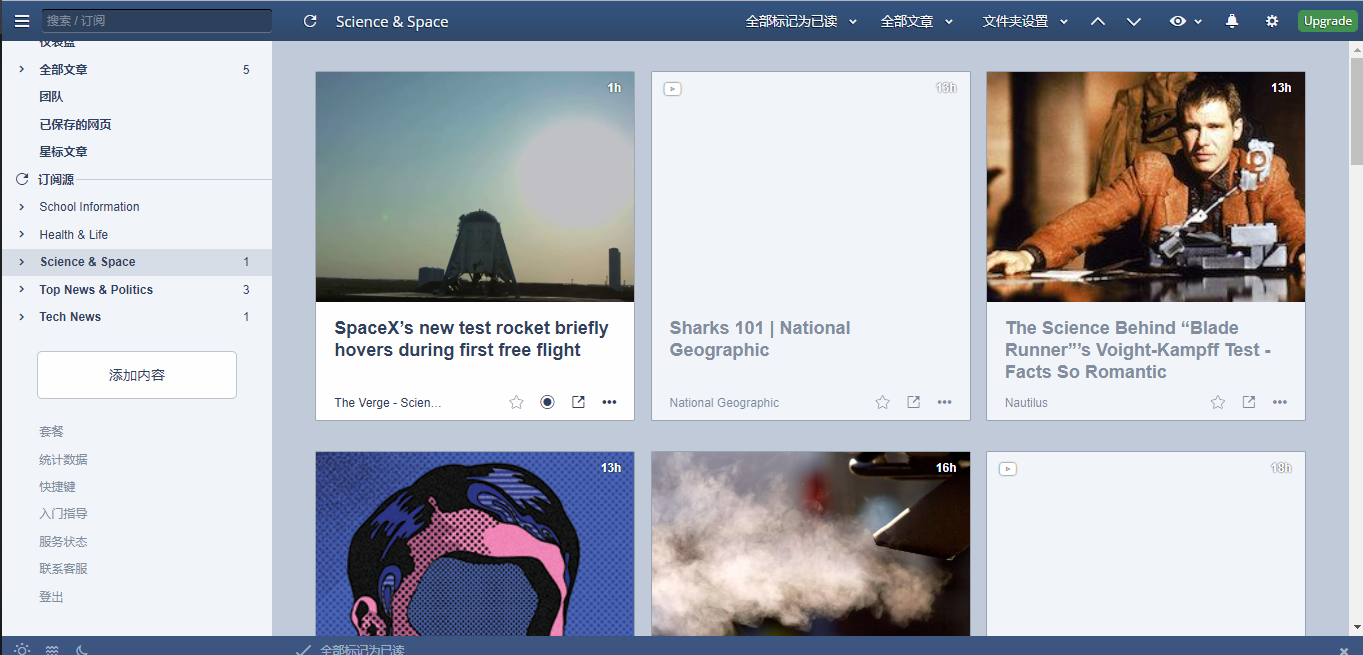 搜索 / 订阅
Science & Space
全部标记为已读
全部文章
文件夹设置
Upgrade
仪表盘
全部文章 5
团队
已保存的网页
星标文章
订阅源
School Information
Health & Life
Science & Space 1
Top News & Politics 3
Tech News 1
添加内容
套餐
统计数据
快捷键
入门指导
服务状态
联系客服
登出
1h
SpaceX’s new test rocket briefly
hovers during first free flight
The Verge - Scien...
13h
Sharks 101 | National
Geographic
National Geographic
13h
The Science Behind “Blade
Runner”’s Voight-Kampff Test -
Facts So Romantic
Nautilus
13h
16h
18h
全部标记为已读